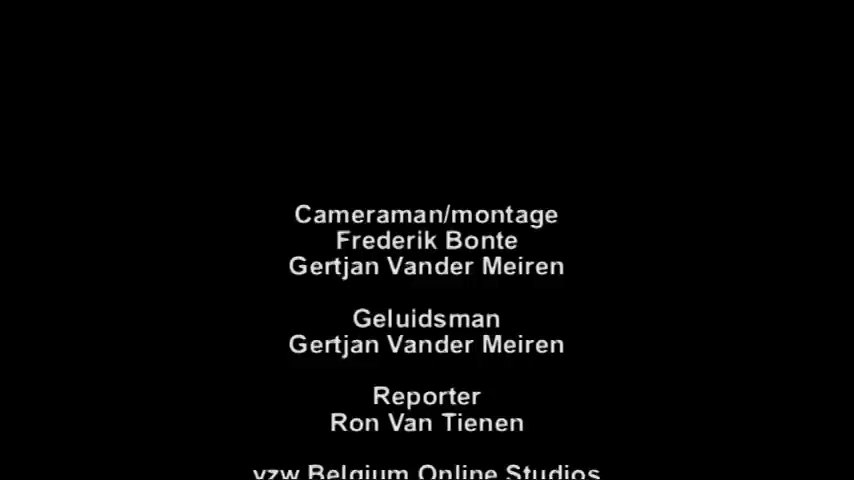 Cameraman/montage
Frederik Bonte
Gertjan Vander Meiren
Geluidsman
Gertjan Vander Meiren
Reporter
Ron Van Tienen
vzw Belgium Online Studios